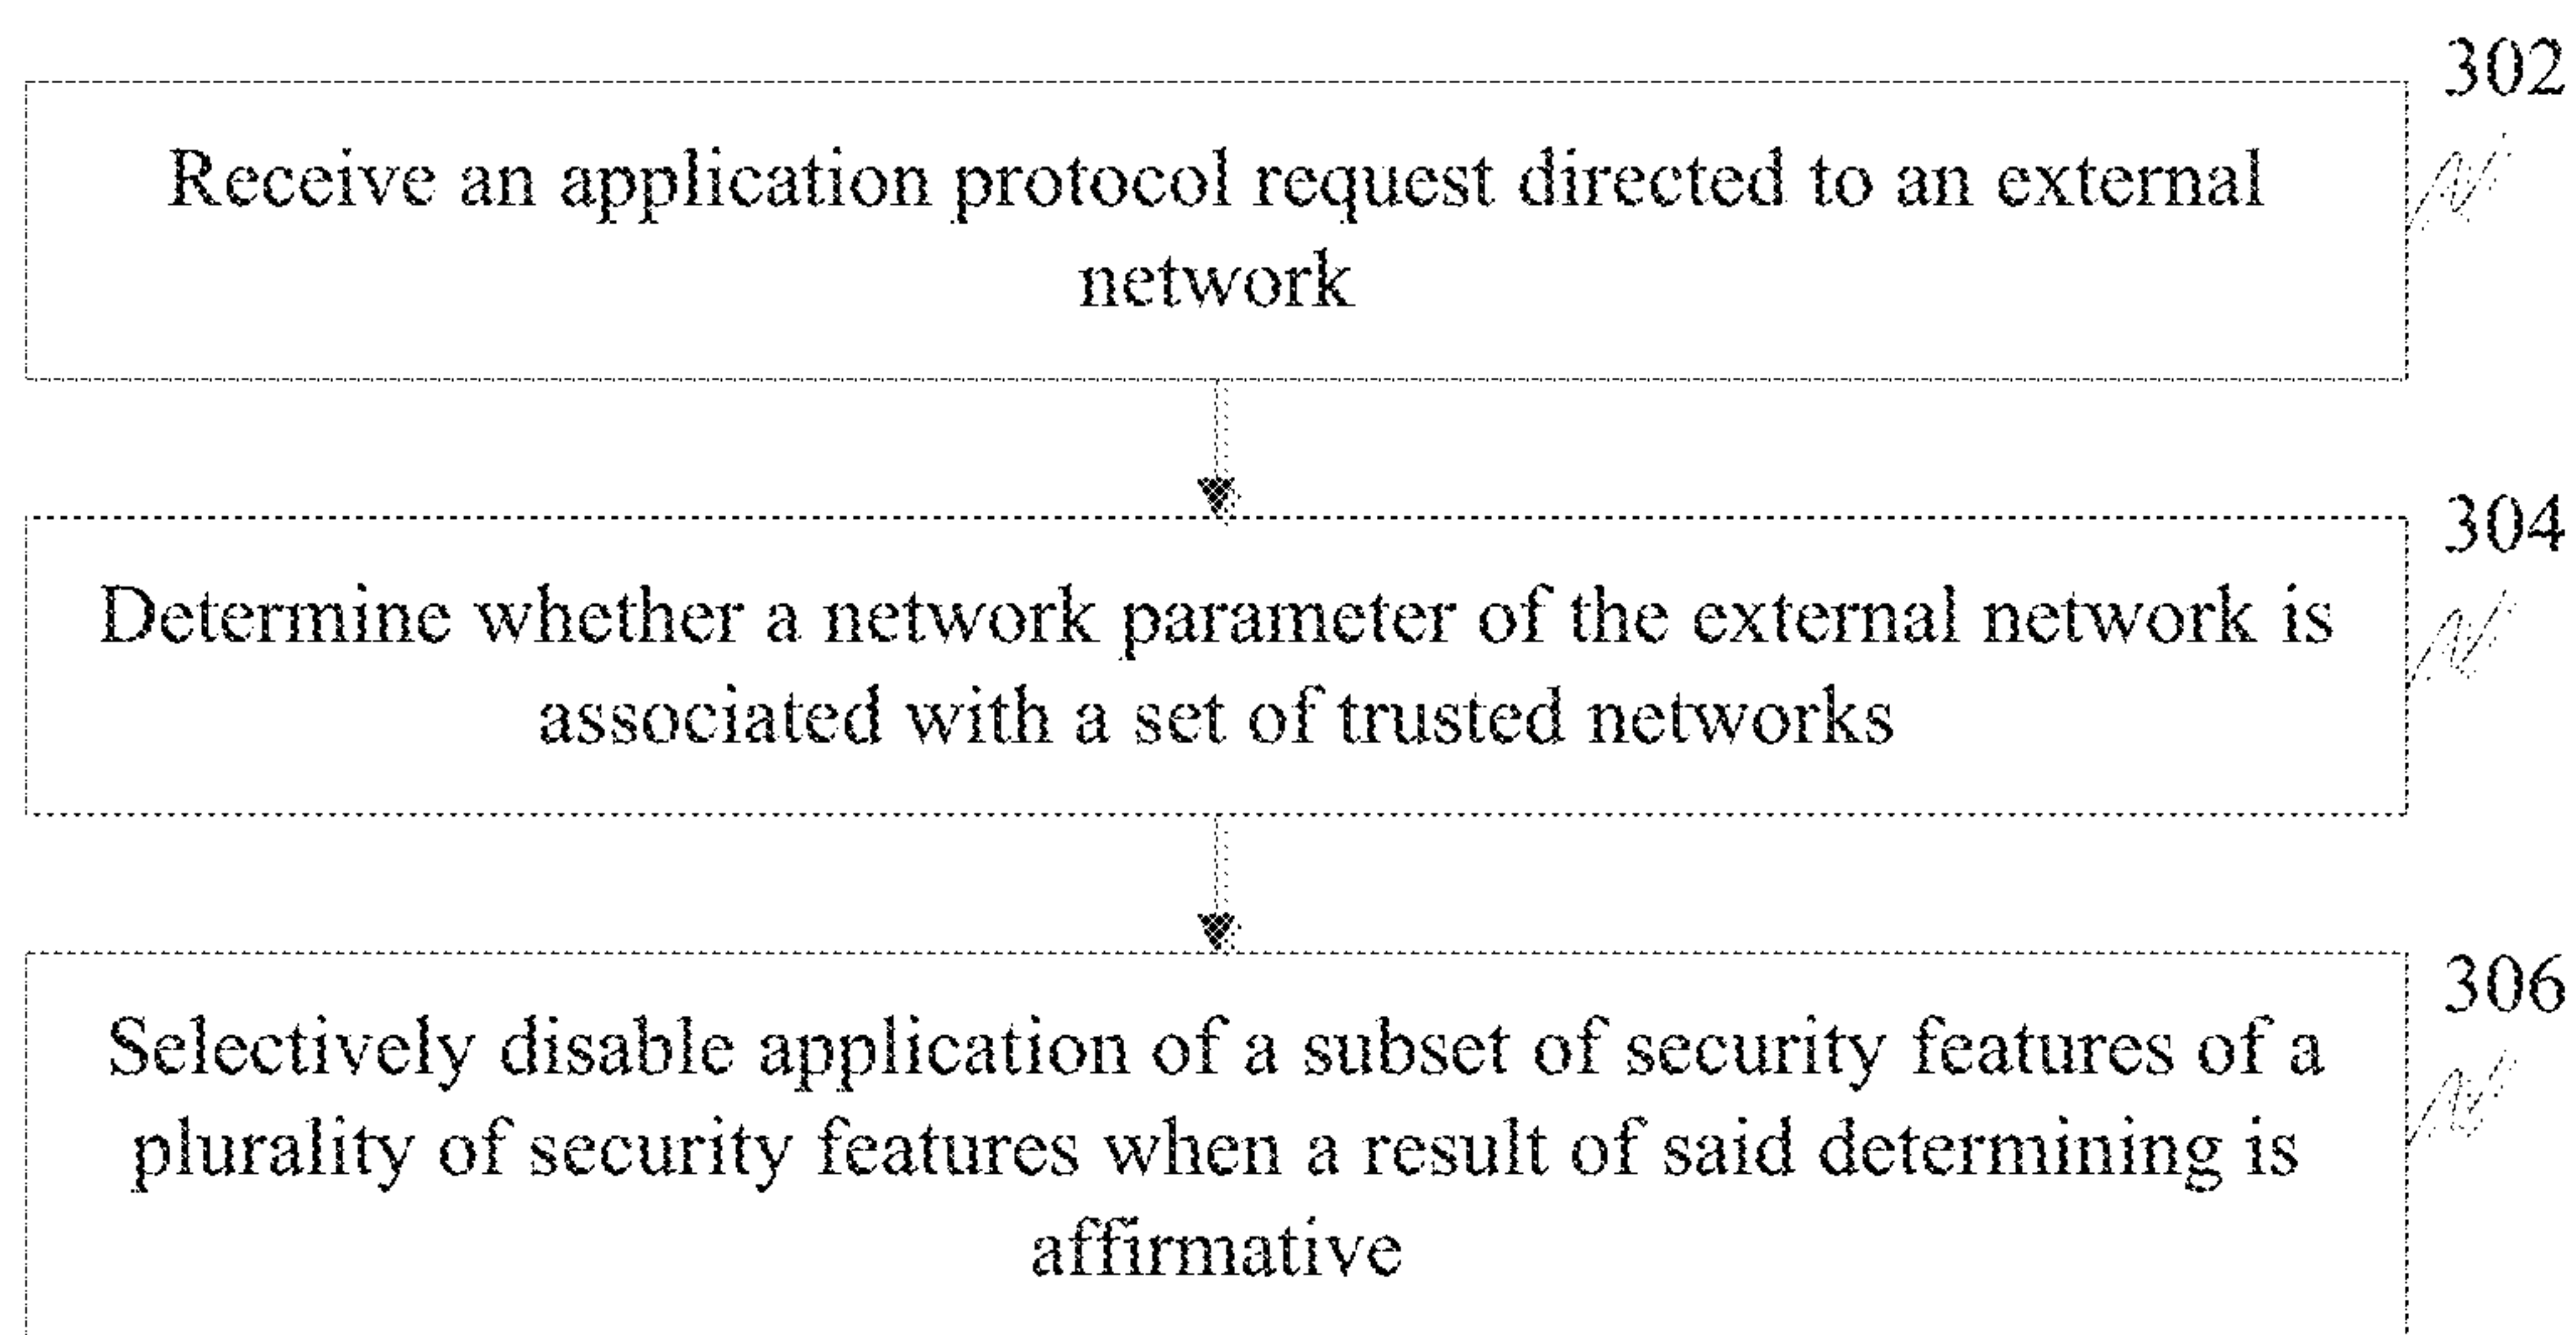 302
Receive an application protocol request directed to an external
network
304
Determine whether a network parameter of the external network is
associated with a set of trusted networks
306
Selectively disable application of a subset of security features of a
plurality of security features when a result of said determining is
affirmative